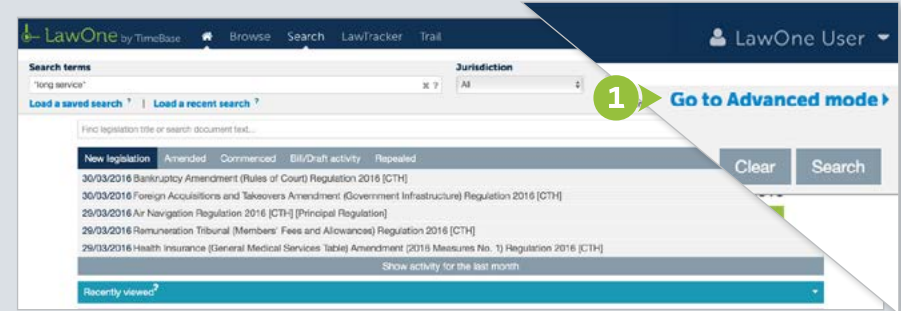 LawOne by TimeBase Browse Search LawTracker Trail
LawOne User
Search terms Jurisdiction
"long service" x ? All
1 Go to Advanced mode
Load a saved search ? | Load a recent search ?
Find legislation title or search document text...
Clear Search
New legislation Amended Commenced Bill/Draft activity Repealed
30/03/2016 Bankruptcy Amendment (Rules of Court) Regulation 2016 [CTH]
30/03/2016 Foreign Acquisitions and Takeovers Amendment (Government Infrastructure) Regulation 2016 [CTH]
29/03/2016 Air Navigation Regulation 2016 [CTH] [Principal Regulation]
29/03/2016 Remuneration Tribunal (Members' Fees and Allowances) Regulation 2016 [CTH]
29/03/2016 Health Insurance (General Medical Services Table) Amendment (2016 Measures No. 1) Regulation 2016 [CTH]
Show activity for the last month
Recently viewed ?